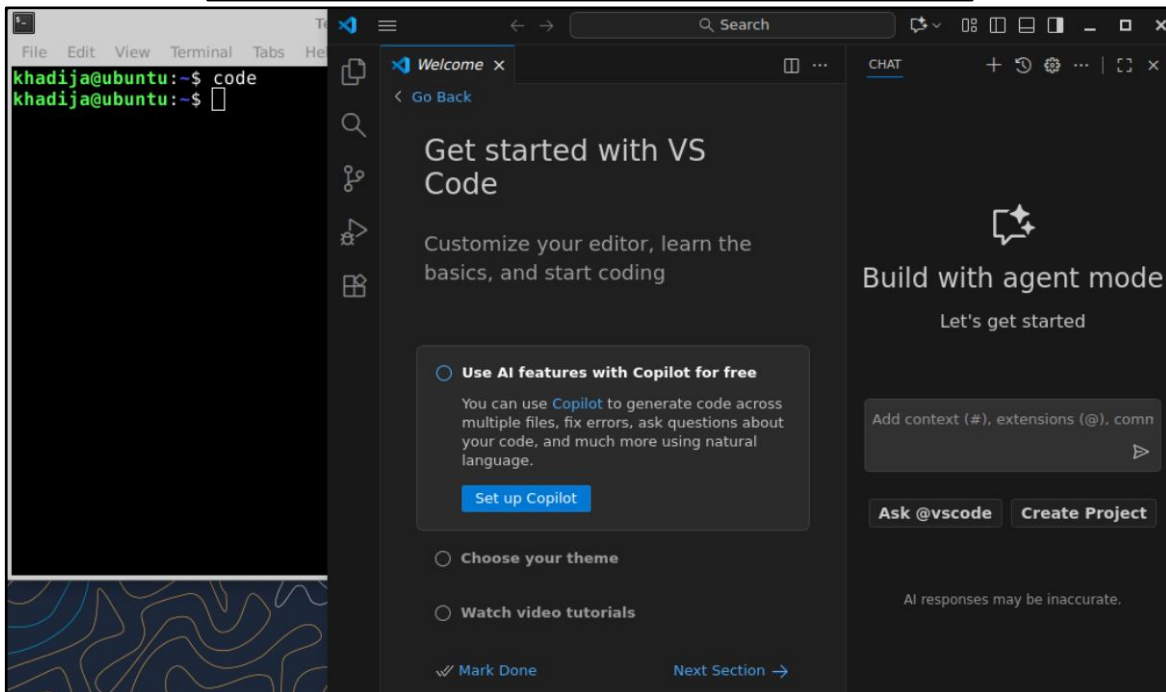 File Edit View Terminal Tabs Hel
khadija@ubuntu:~$ code
khadija@ubuntu:~$
Search
Welcome
Go Back
Get started with VS
Code
Customize your editor, learn the
basics, and start coding
Use AI features with Copilot for free
You can use Copilot to generate code across
multiple files, fix errors, ask questions about
your code, and much more using natural
language.
Set up Copilot
Choose your theme
Watch video tutorials
Mark Done
Next Section
CHAT
Build with agent mode
Let's get started
Add context (#), extensions (@), comn
Ask @vscode
Create Project
AI responses may be inaccurate.